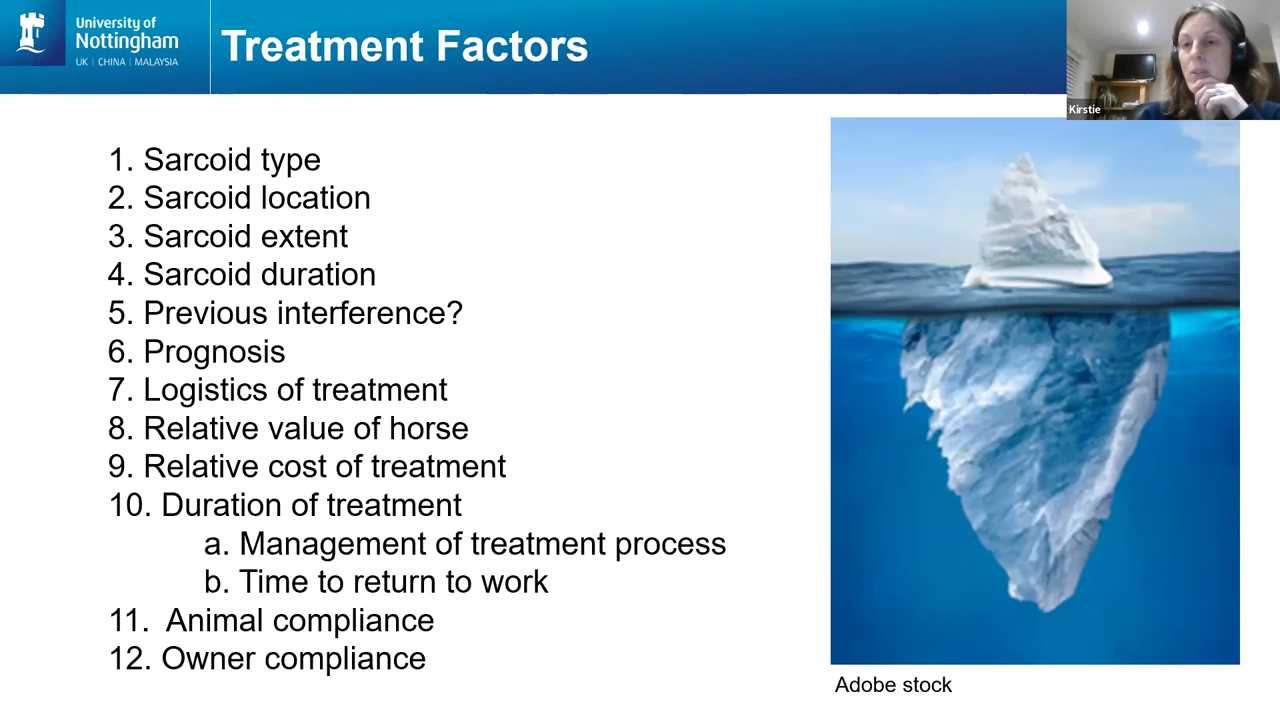 University of
Nottingham
UK | CHINA | MALAYSIA
Treatment Factors
Kirstie
1. Sarcoid type
2. Sarcoid location
3. Sarcoid extent
4. Sarcoid duration
5. Previous interference?
6. Prognosis
7. Logistics of treatment
8. Relative value of horse
9. Relative cost of treatment
10. Duration of treatment
a. Management of treatment process
b. Time to return to work
11. Animal compliance
12. Owner compliance
Adobe stock